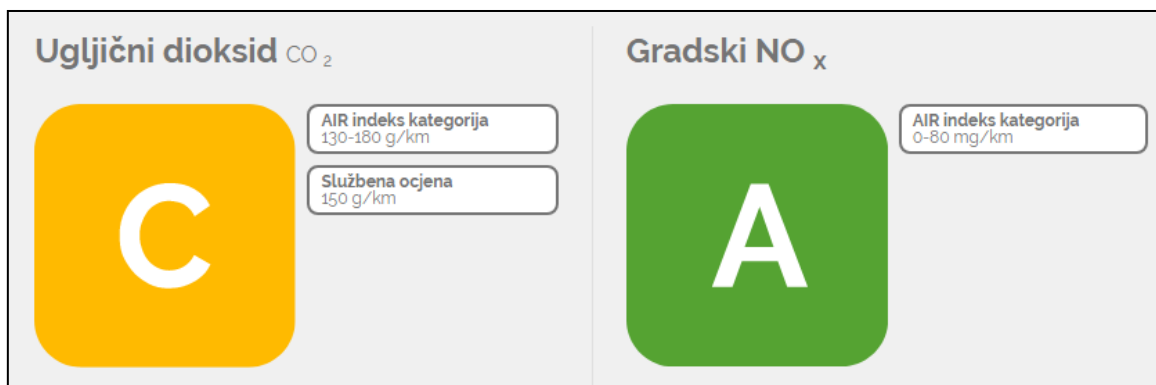 Ugljični dioksid CO 2
C
AIR indeks kategorija
130-180 g/km
Službena ocjena
150 g/km
Gradski NO X
A
AIR indeks kategorija
0-80 mg/km